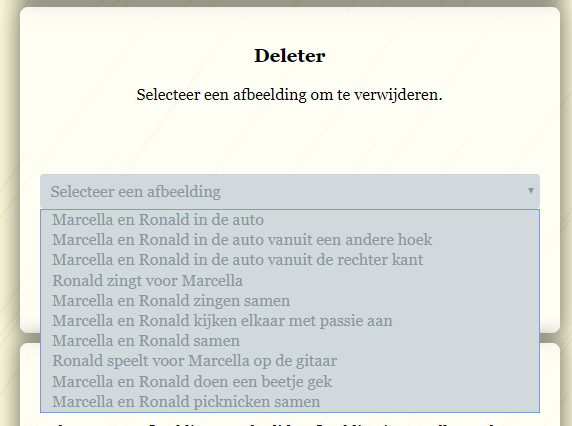 Deleter
Selecteer een afbeelding om te verwijderen.
Selecteer een afbeelding
Marcella en Ronald in de auto
Marcella en Ronald in de auto vanuit een andere hoek
Marcella en Ronald in de auto vanuit de rechter kant
Ronald zingt voor Marcella
Marcella en Ronald zingen samen
Marcella en Ronald kijken elkaar met passie aan
Marcella en Ronald samen
Ronald speelt voor Marcella op de gitaar
Marcella en Ronald doen een beetje gek
Marcella en Ronald picknicken samen